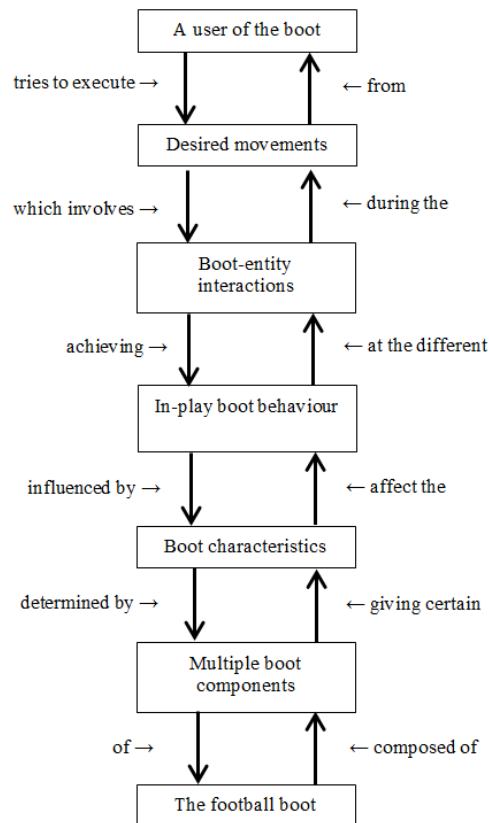 A user of the boot
tries to execute →
← from
Desired movements
which involves →
← during the
Boot-entity
interactions
achieving →
← at the different
In-play boot behaviour
influenced by →
← affect the
Boot characteristics
determined by →
← giving certain
Multiple boot
components
of →
← composed of
The football boot